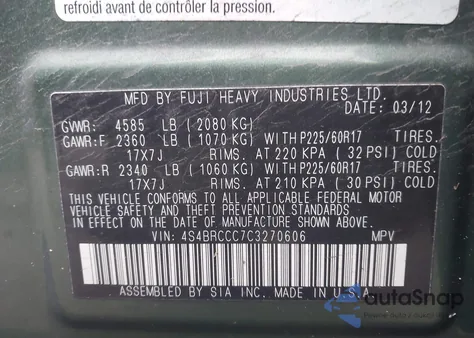 refroidi avant de contrôler la pression.
MFD BY FUJI HEAVY INDUSTRIES LTD.
DATE: 03/12
GVWR: 4585 LB (2080 KG)
GAWR:F 2360 LB (1070 KG) WITH P225/60R17 TIRES.
17X7J RIMS. AT 220 KPA (32 PSI) COLD
GAWR:R 2340 LB (1060 KG) WITH P225/60R17 TIRES.
17X7J RIMS. AT 210 KPA (30 PSI) COLD
THIS VEHICLE CONFORMS TO ALL APPLICABLE FEDERAL MOTOR
VEHICLE SAFETY AND THEFT PREVENTION STANDARDS
IN EFFECT ON THE DATE OF MANUFACTURE SHOWN ABOVE.
VIN: 4S4BRCCC7C3270606 MPV
ASSEMBLED BY SIA INC. MADE IN U.S.A.
autoSnap